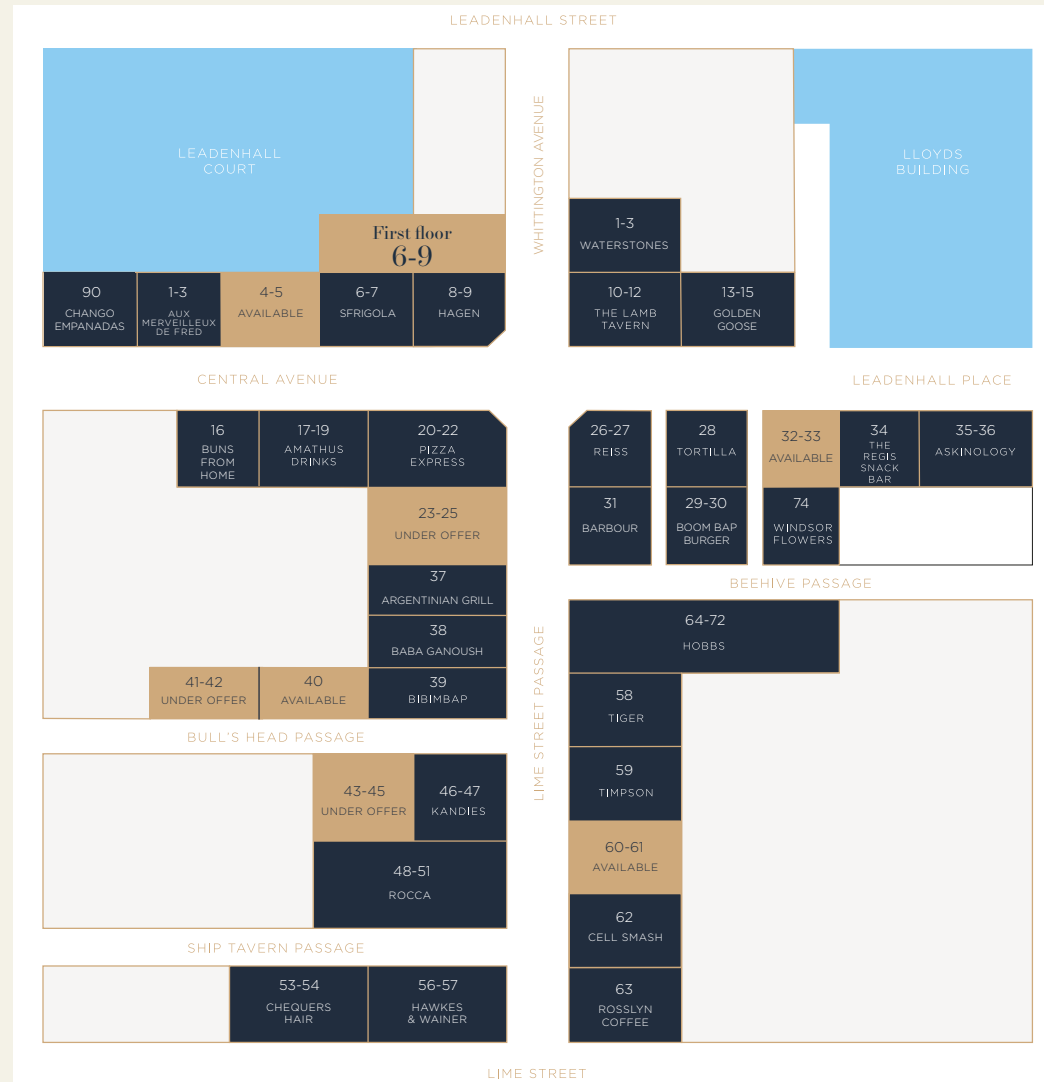 LEADENHALL STREET
LEADENHALL
COURT
WHITTINGTON AVENUE
LLOYDS
BUILDING
First floor
6-9
1-3
WATERSTONES
90
CHANGO
EMPANADAS
1-3
AUX
MERVEILLEUX
DE FRED
4-5
AVAILABLE
6-7
SFRIGOLA
8-9
HAGEN
10-12
THE LAMB
TAVERN
13-15
GOLDEN
GOOSE
CENTRAL AVENUE
LEADENHALL PLACE
16
BUNS
FROM
HOME
17-19
AMATHUS
DRINKS
20-22
PIZZA
EXPRESS
26-27
REISS
28
TORTILLA
32-33
AVAILABLE
34
THE
REGIS
SNACK
BAR
35-36
ASKINOLOGY
23-25
UNDER OFFER
31
BARBOUR
29-30
BOOM BAP
BURGER
74
WINDSOR
FLOWERS
37
ARGENTINIAN GRILL
BEEHIVE PASSAGE
38
BABA GANOUSH
LIME STREET PASSAGE
64-72
HOBBS
41-42
UNDER OFFER
40
AVAILABLE
39
BIBIMBAP
58
TIGER
BULL'S HEAD PASSAGE
43-45
UNDER OFFER
46-47
KANDIES
59
TIMPSON
48-51
ROCCA
60-61
AVAILABLE
62
CELL SMASH
SHIP TAVERN PASSAGE
53-54
CHEQUERS
HAIR
56-57
HAWKES
& WAINER
63
ROSSLYN
COFFEE
LIME STREET